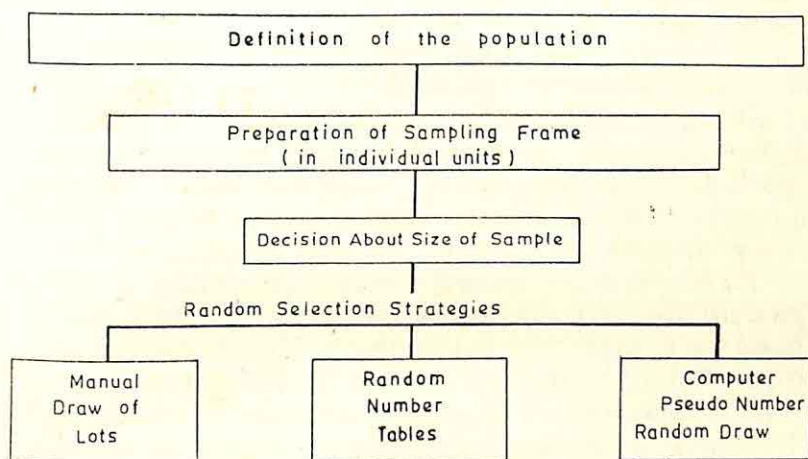 Definition of the population
Preparation of Sampling Frame
( in individual units )
Decision About Size of Sample
Random Selection Strategies
Manual
Draw of
Lots
Random
Number
Tables
Computer
Pseudo Number
Random Draw